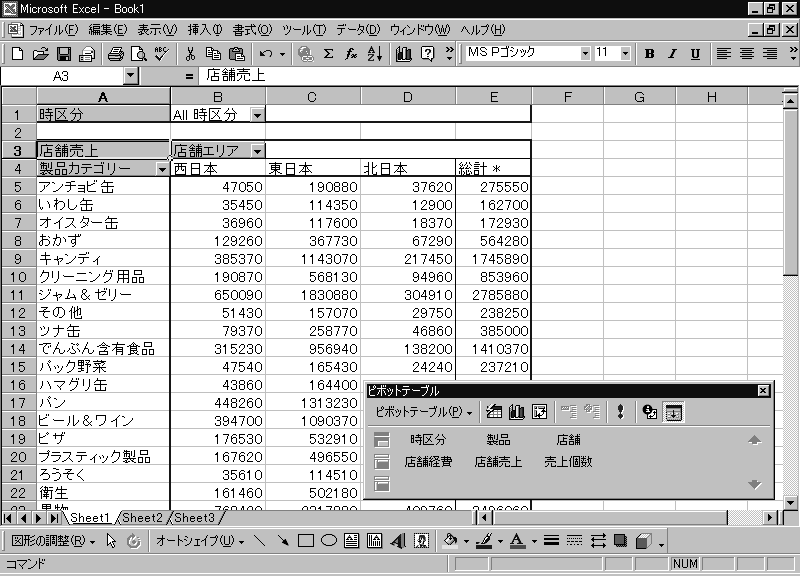 Microsoft Excel - Book1
ファイル(F) 編集(E) 表示(V) 挿入(I) 書式(O) ツール(T) データ(D) ウィンドウ(W) ヘルプ(H)
MS Pゴシック 11 B I U
A3 = 店舗売上
A B C D E F G H
1 時区分 All 時区分
2
3 店舗売上 店舗エリア
4 製品カテゴリー 西日本 東日本 北日本 総計 *
5 アンチョビ缶 47050 190880 37620 275550
6 いわし缶 35450 114350 12900 162700
7 オイスター缶 36960 117600 18370 172930
8 おかず 129260 367730 67290 564280
9 キャンディ 385370 1143070 217450 1745890
10 クリーニング用品 190870 568130 94960 853960
11 ジャム＆ゼリー 650090 1830880 304910 2785880
12 その他 51430 157070 29750 238250
13 ツナ缶 79370 258770 46860 385000
14 でんぷん含有食品 315230 956940 138200 1410370
15 パック野菜 47540 165430 24240 237210
16 ハマグリ缶 43860 164400
17 パン 448260 1313230
18 ビール＆ワイン 394700 1090370
19 ピザ 176530 532910
20 プラスティック製品 167620 496550
21 ろうそく 35610 114510
22 衛生 161460 502180
ピボットテーブル
ピボットテーブル(P)
時区分 製品 店舗
店舗経費 店舗売上 売上個数
Sheet1 Sheet2 Sheet3
図形の調整(R) オートシェイプ(U)
コマンド NUM